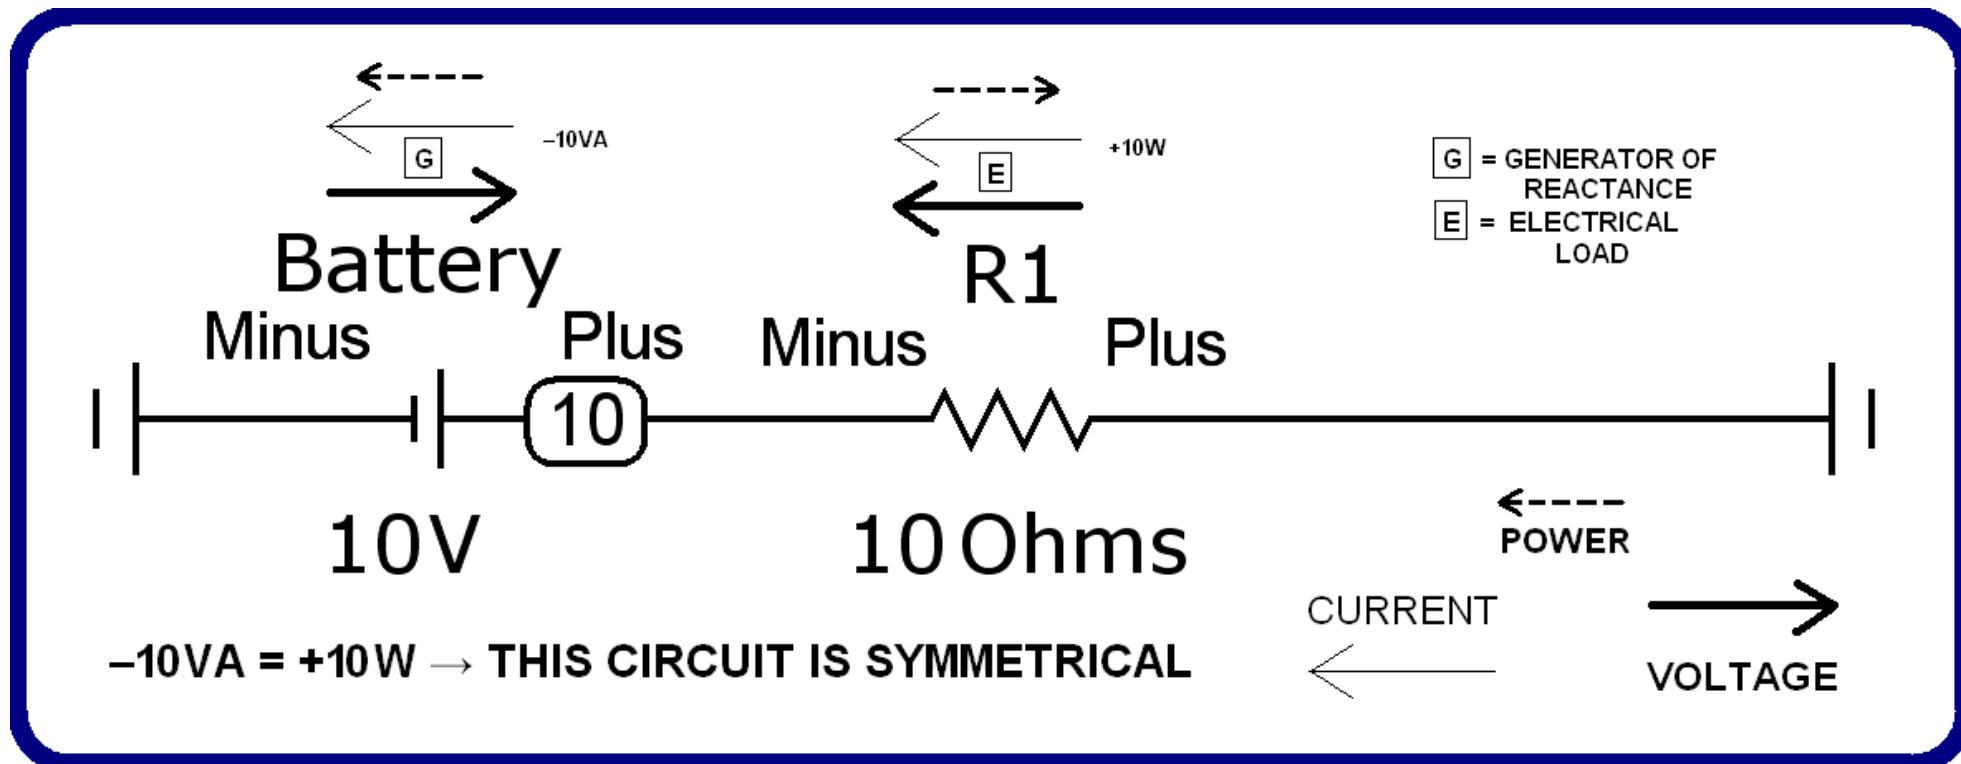 –10VA
+10W
G
E
G = GENERATOR OF
REACTANCE
E = ELECTRICAL
LOAD
Battery
R1
Minus Plus Minus Plus
10
10V
10 Ohms
POWER
CURRENT
VOLTAGE
–10VA = +10W → THIS CIRCUIT IS SYMMETRICAL